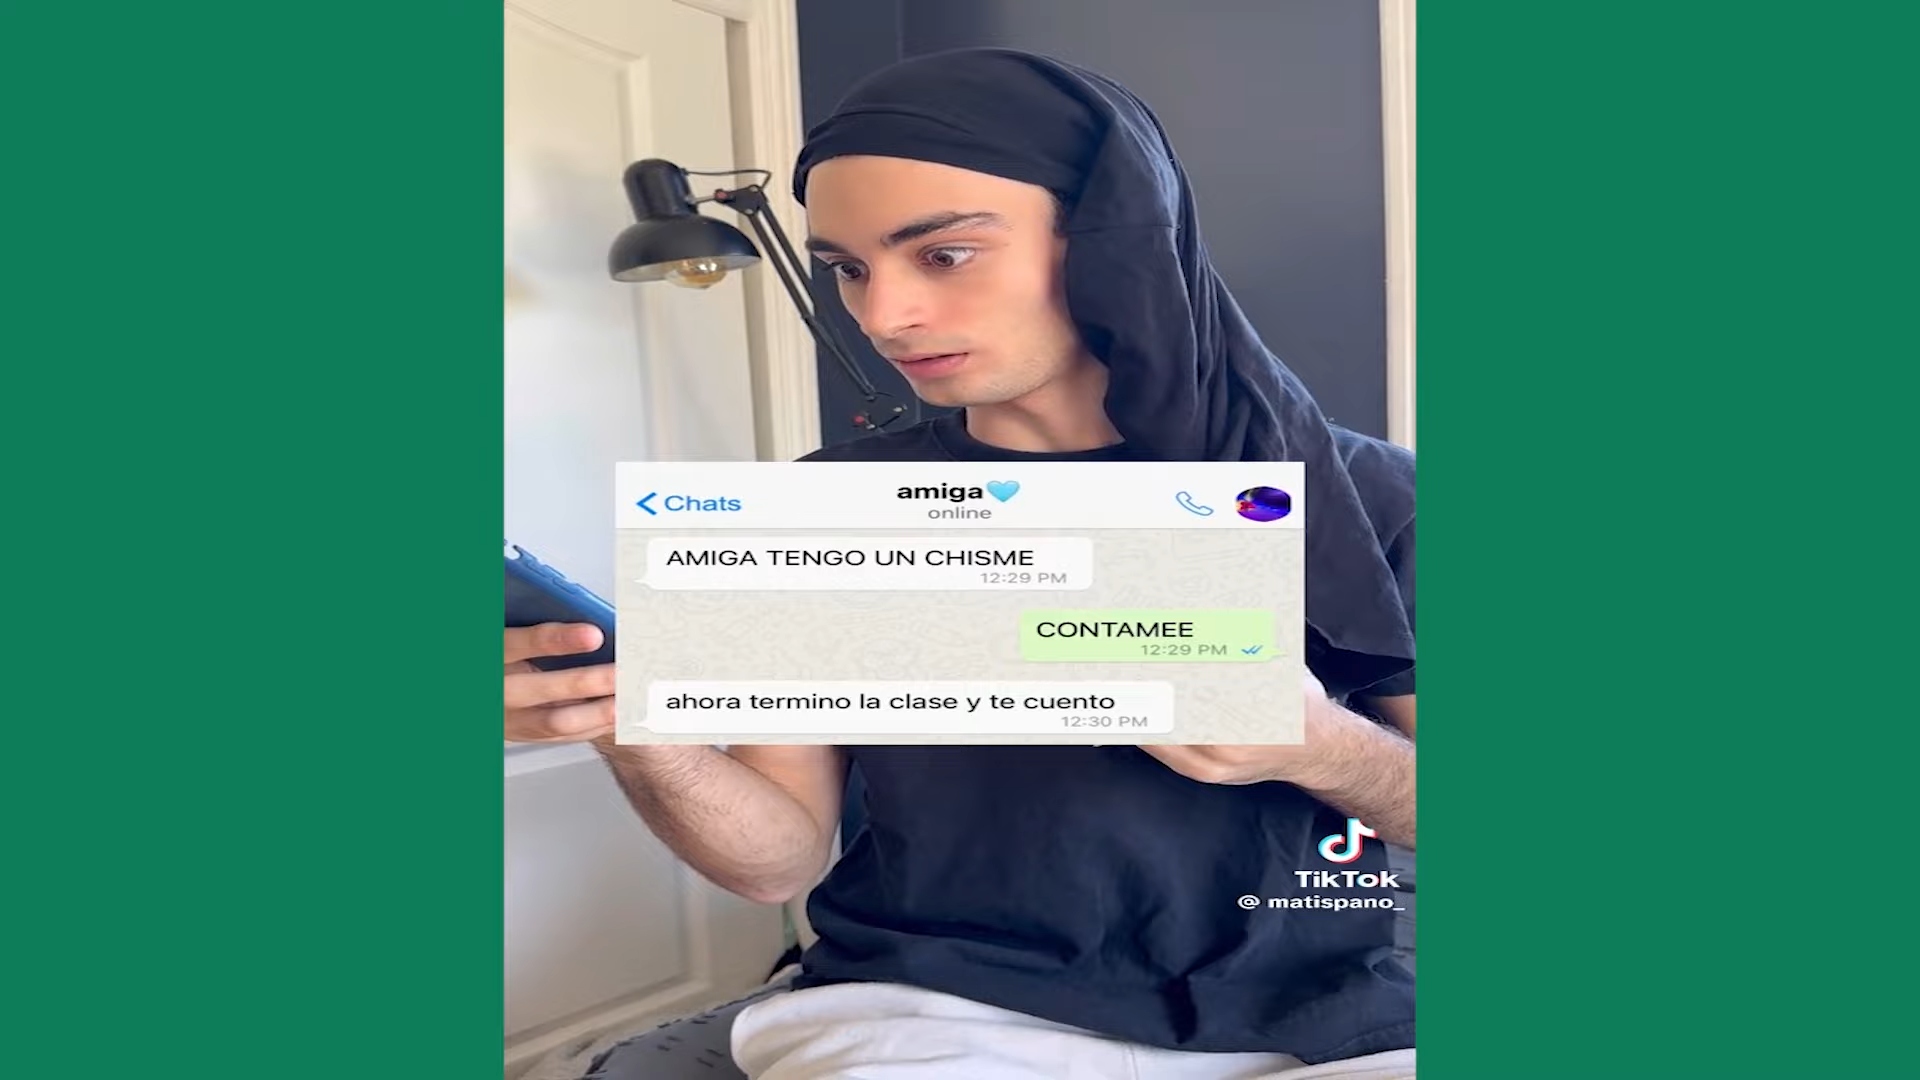 Chats
amiga🩵
online
AMIGA TENGO UN CHISME
12:29 PM
CONTAMEE
12:29 PM
ahora termino la clase y te cuento
12:30 PM
TikTok
@ matispano_